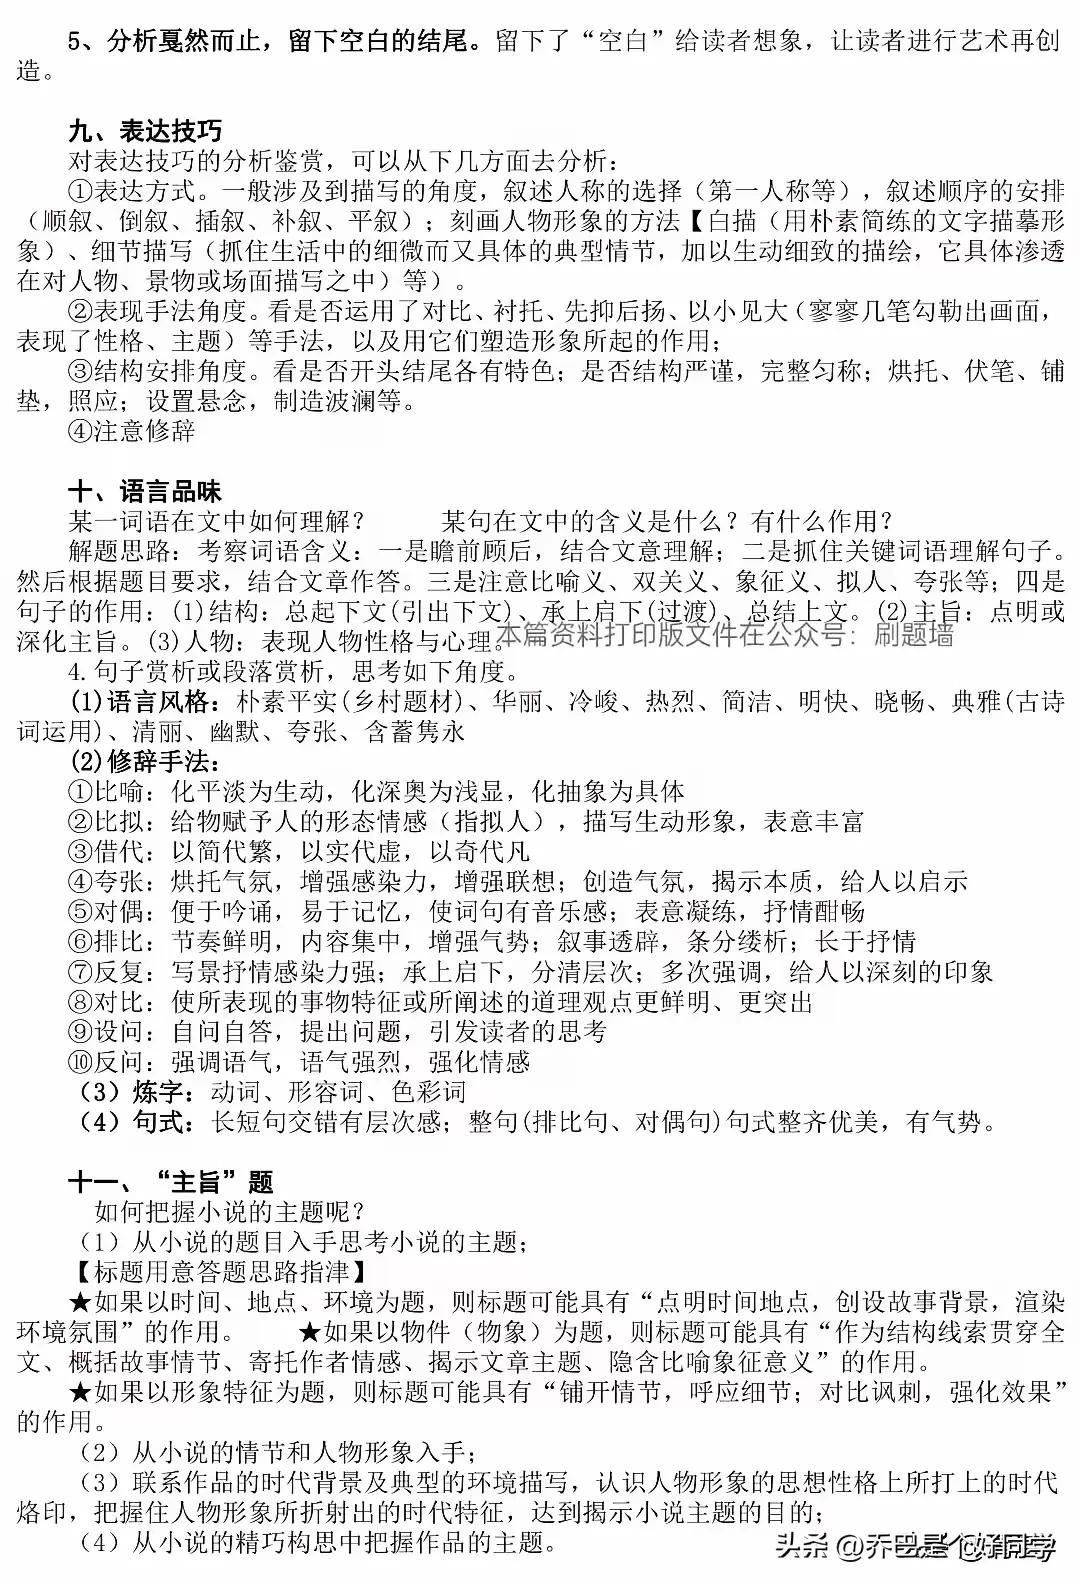 5、分析戛然而止，留下空白的结尾。留下了“空白”给读者想象，让读者进行艺术再创
造。
九、表达技巧
对表达技巧的分析鉴赏，可以从下几方面去分析：
①表达方式。一般涉及到描写的角度，叙述人称的选择（第一人称等），叙述顺序的安排
（顺叙、倒叙、插叙、补叙、平叙）；刻画人物形象的方法【白描（用朴素简练的文字描摹形
象）、细节描写（抓住生活中的细微而又具体的典型情节，加以生动细致的描绘，它具体渗透
在对人物、景物或场面描写之中）等）。
②表现手法角度。看是否运用了对比、衬托、先抑后扬、以小见大（寥寥几笔勾勒出画面，
表现了性格、主题）等手法，以及用它们塑造形象所起的作用；
③结构安排角度。看是否开头结尾各有特色；是否结构严谨，完整匀称；烘托、伏笔、铺
垫，照应；设置悬念，制造波澜等。
④注意修辞
十、语言品味
某一词语在文中如何理解？　　某句在文中的含义是什么？有什么作用？
解题思路：考察词语含义：一是瞻前顾后，结合文意理解；二是抓住关键词语理解句子。
然后根据题目要求，结合文章作答。三是注意比喻义、双关义、象征义、拟人、夸张等；四是
句子的作用：(1)结构：总起下文(引出下文)、承上启下(过渡)、总结上文。(2)主旨：点明或
深化主旨。(3)人物：表现人物性格与心理。
本篇资料打印版文件在公众号：刷题墙
4.句子赏析或段落赏析，思考如下角度。
(1)语言风格：朴素平实(乡村题材)、华丽、冷峻、热烈、简洁、明快、晓畅、典雅(古诗
词运用)、清丽、幽默、夸张、含蓄隽永
(2)修辞手法：
①比喻：化平淡为生动，化深奥为浅显，化抽象为具体
②比拟：给物赋予人的形态情感（指拟人），描写生动形象，表意丰富
③借代：以简代繁，以实代虚，以奇代凡
④夸张：烘托气氛，增强感染力，增强联想；创造气氛，揭示本质，给人以启示
⑤对偶：便于吟诵，易于记忆，使词句有音乐感；表意凝练，抒情酣畅
⑥排比：节奏鲜明，内容集中，增强气势；叙事透辟，条分缕析；长于抒情
⑦反复：写景抒情感染力强；承上启下，分清层次；多次强调，给人以深刻的印象
⑧对比：使所表现的事物特征或所阐述的道理观点更鲜明、更突出
⑨设问：自问自答，提出问题，引发读者的思考
⑩反问：强调语气，语气强烈，强化情感
（3）炼字：动词、形容词、色彩词
（4）句式：长短句交错有层次感；整句(排比句、对偶句)句式整齐优美，有气势。
十一、“主旨”题
如何把握小说的主题呢？
（1）从小说的题目入手思考小说的主题；
【标题用意答题思路指津】
★如果以时间、地点、环境为题，则标题可能具有“点明时间地点，创设故事背景，渲染
环境氛围”的作用。　　★如果以物件（物象）为题，则标题可能具有“作为结构线索贯穿全
文、概括故事情节、寄托作者情感、揭示文章主题、隐含比喻象征意义”的作用。
★如果以形象特征为题，则标题可能具有“铺开情节，呼应细节；对比讽刺，强化效果”
的作用。
（2）从小说的情节和人物形象入手；
（3）联系作品的时代背景及典型的环境描写，认识人物形象的思想性格上所打上的时代
烙印，把握住人物形象所折射出的时代特征，达到揭示小说主题的目的；
（4）从小说的精巧构思中把握作品的主题。
头条 @乔巴是个好同学